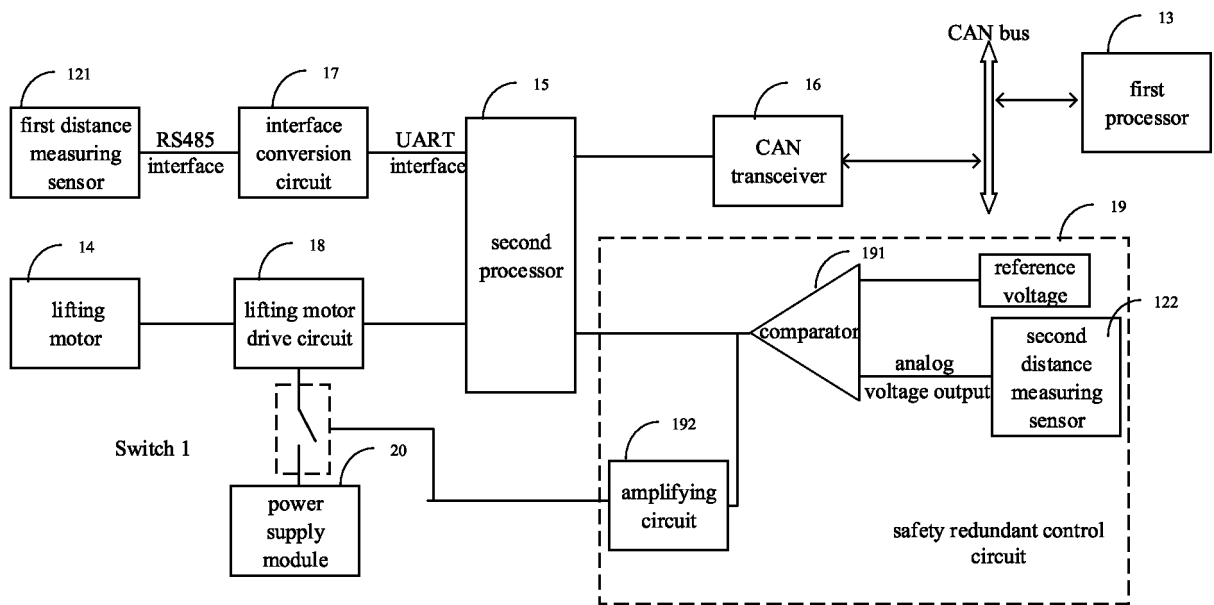 CAN bus
13
121
17
15
16
first distance
measuring
sensor
RS485
interface
interface
conversion
circuit
UART
interface
CAN
transceiver
first
processor
second
processor
19
14
18
191
reference
voltage
122
lifting
motor
lifting motor
drive circuit
comparator
analog
voltage output
second
distance
measuring
sensor
Switch 1
20
192
power
supply
module
amplifying
circuit
safety redundant control
circuit